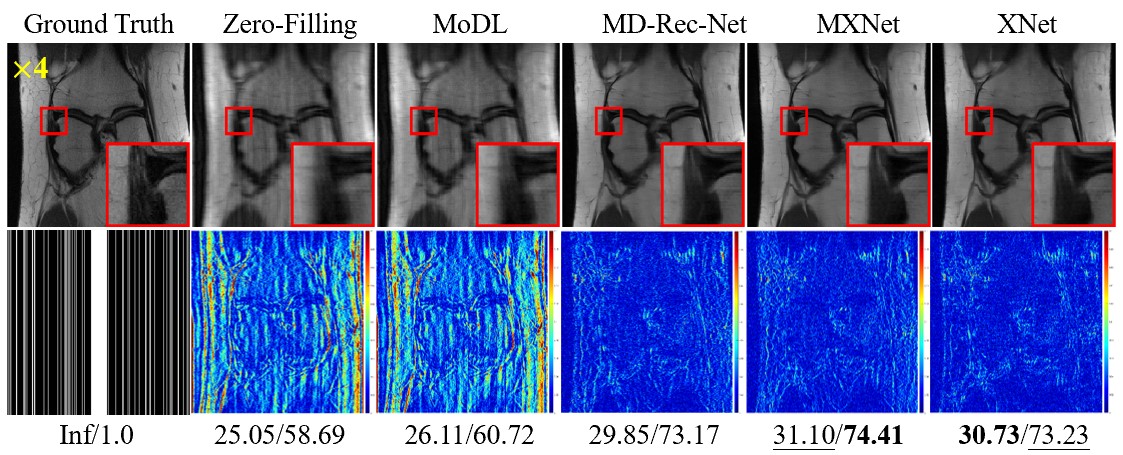 Ground Truth Zero-Filling MoDL MD-Rec-Net MXNet XNet
×4
Inf/1.0 25.05/58.69 26.11/60.72 29.85/73.17 31.10/74.41 30.73/73.23